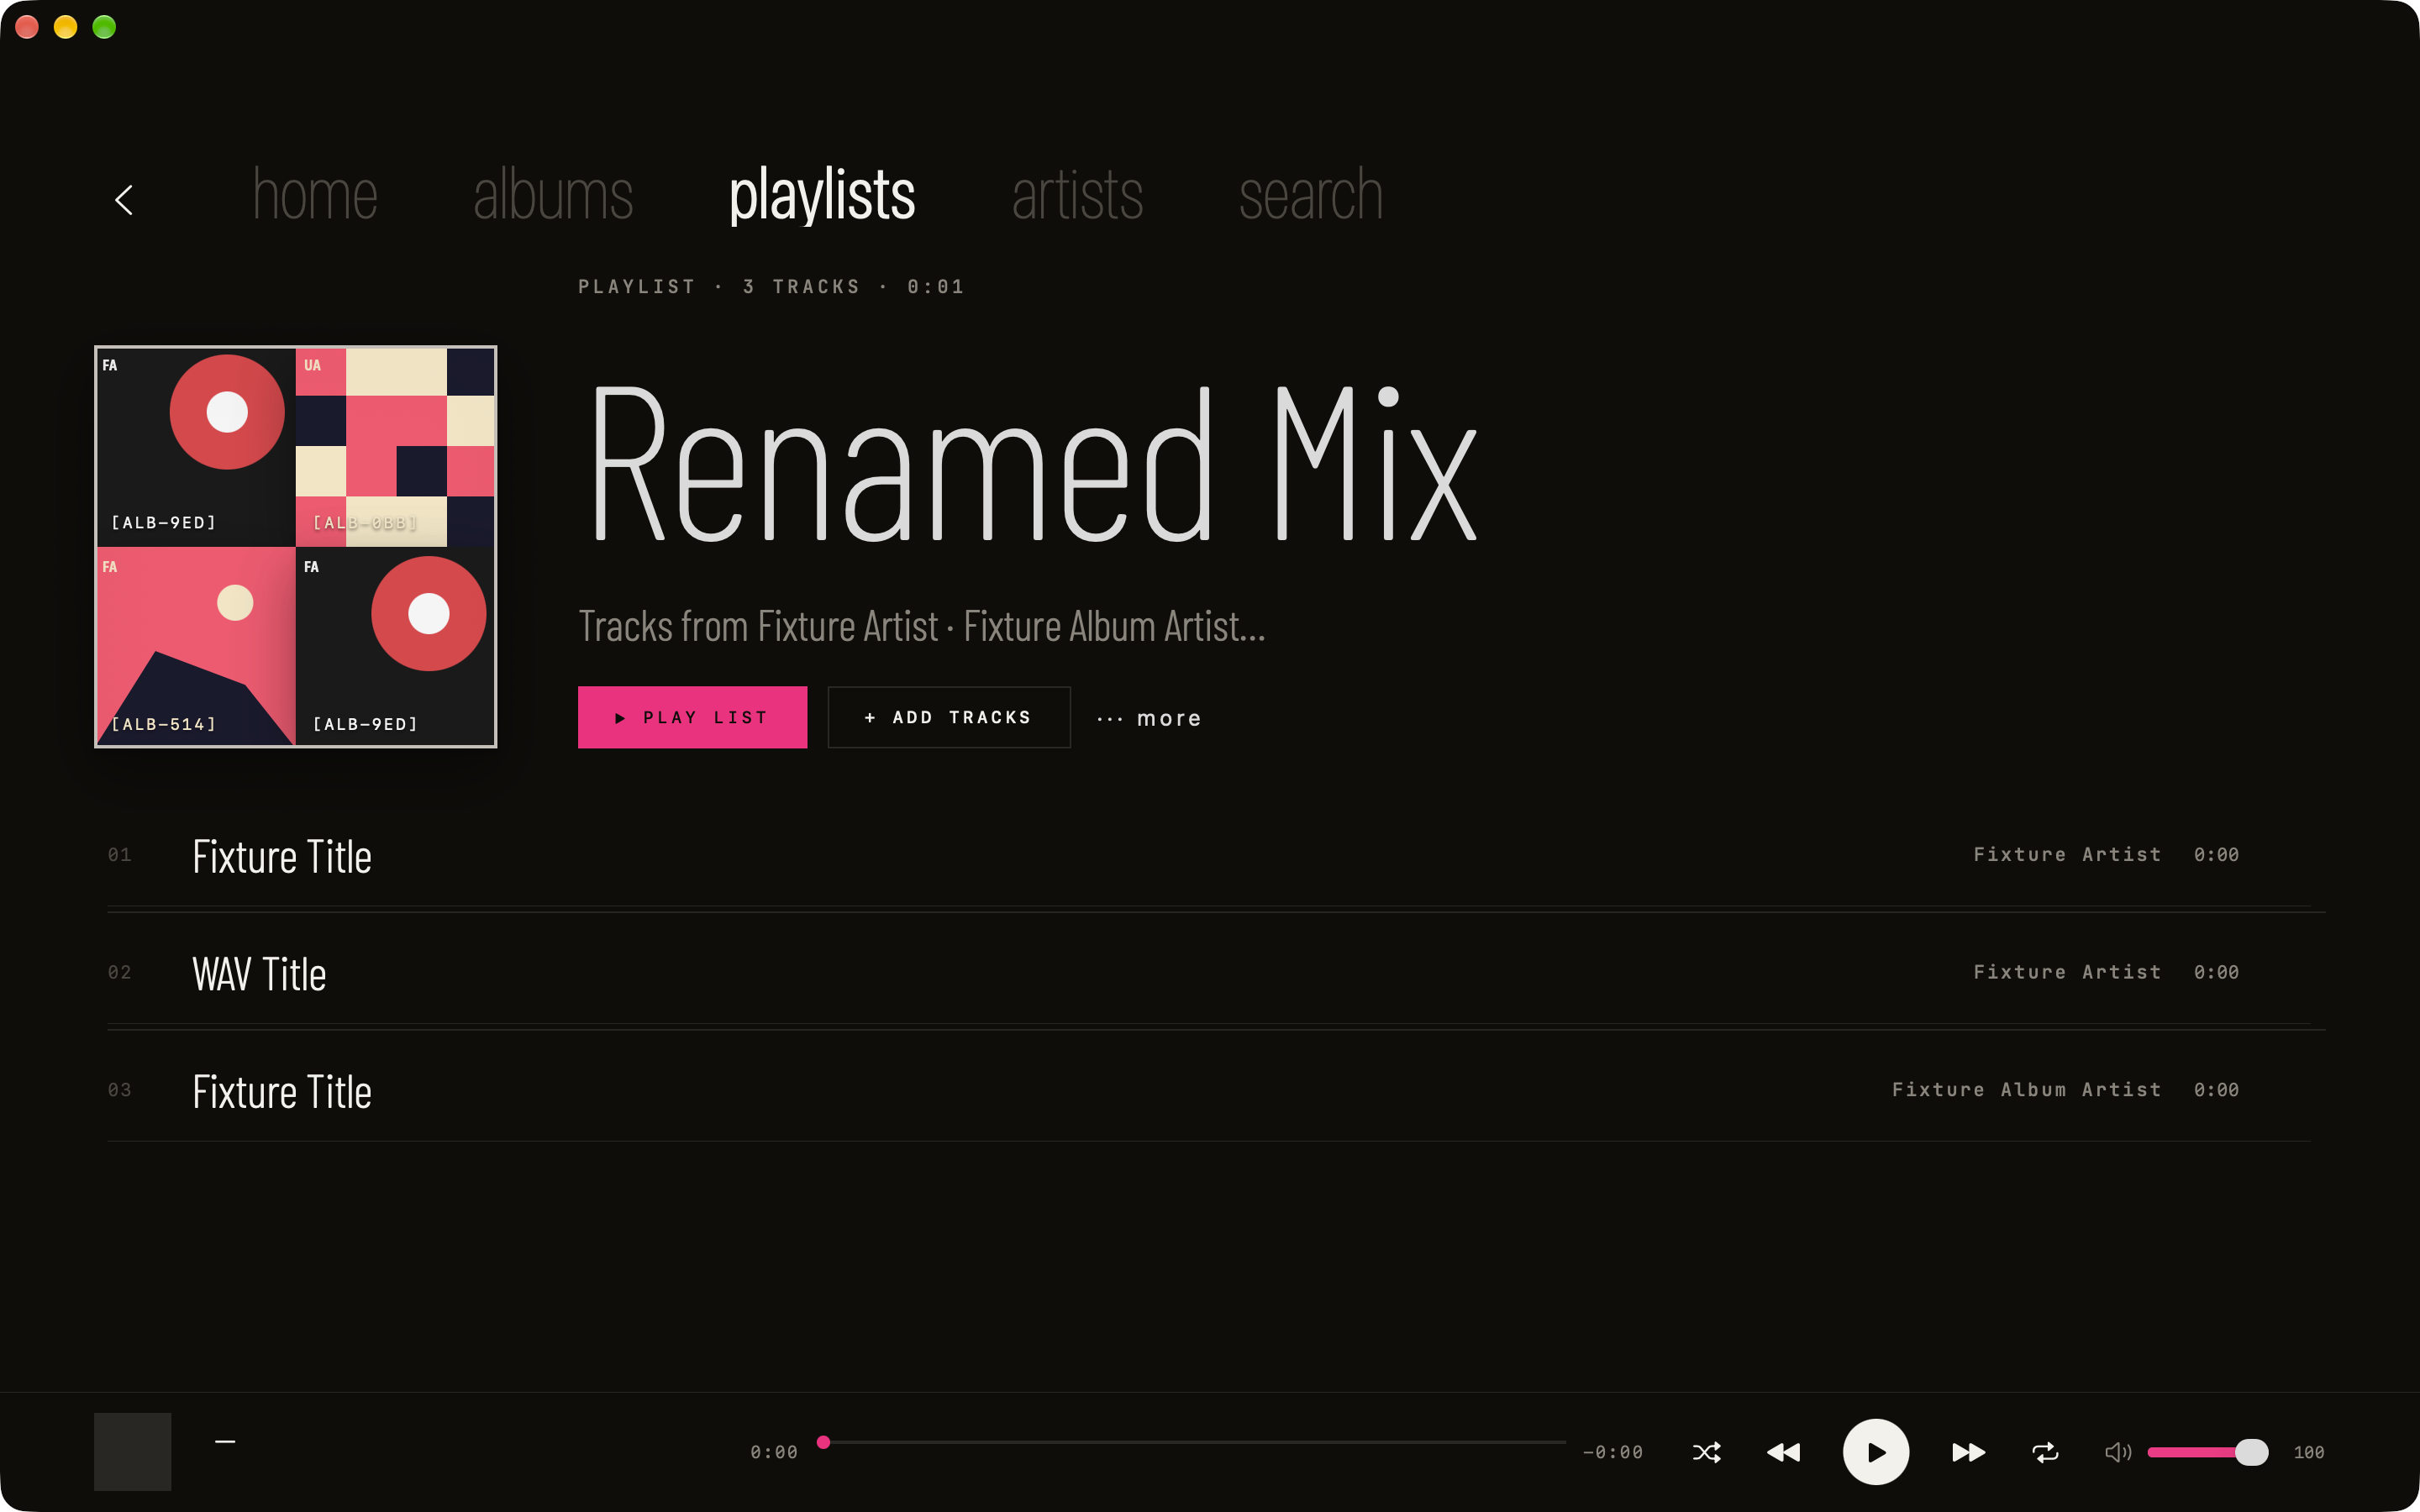 home albums playlists artists search
PLAYLIST · 3 TRACKS · 0:01
FA UA
[ALB-9ED] [ALB-0BB]
FA FA
[ALB-514] [ALB-9ED]
Renamed Mix
Tracks from Fixture Artist · Fixture Album Artist...
PLAY LIST + ADD TRACKS ··· more
01 Fixture Title Fixture Artist 0:00
02 WAV Title Fixture Artist 0:00
03 Fixture Title Fixture Album Artist 0:00
— 0:00 -0:00 100